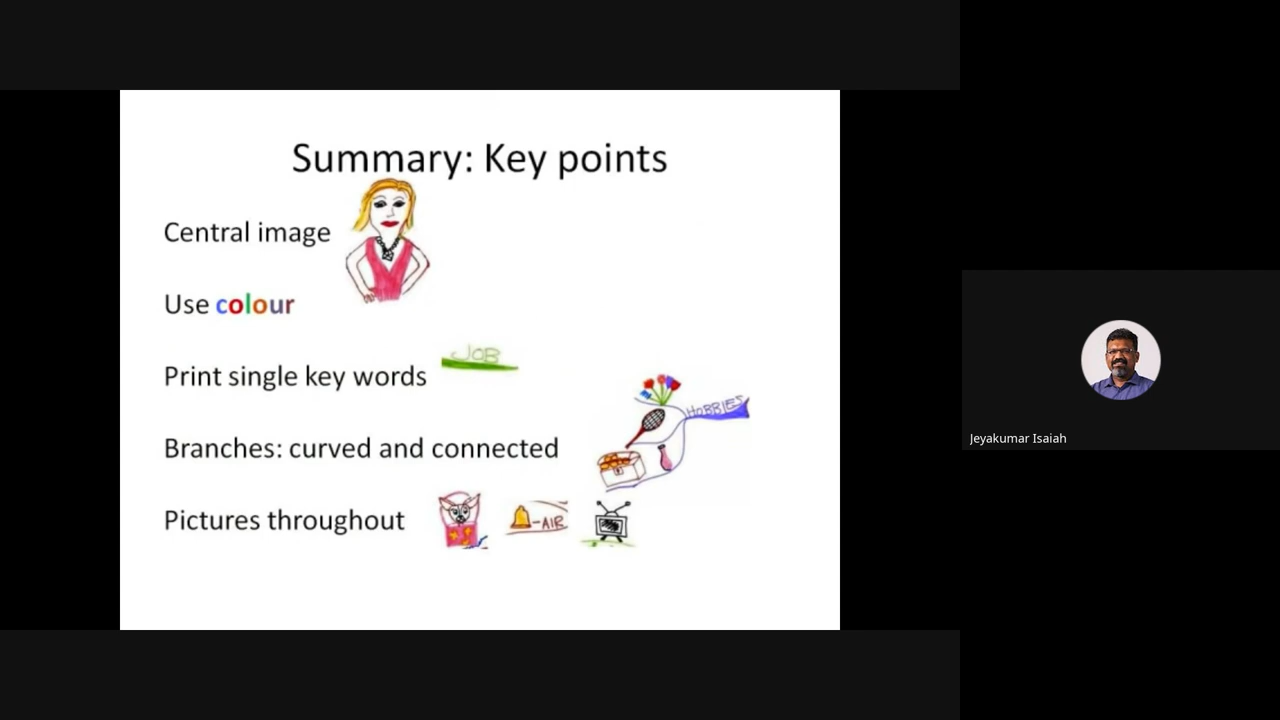 Summary: Key points
Central image
Use colour
JOB
Print single key words
HOBBIES
Branches: curved and connected
Pictures throughout
-AIR
Jeyakumar Isaiah